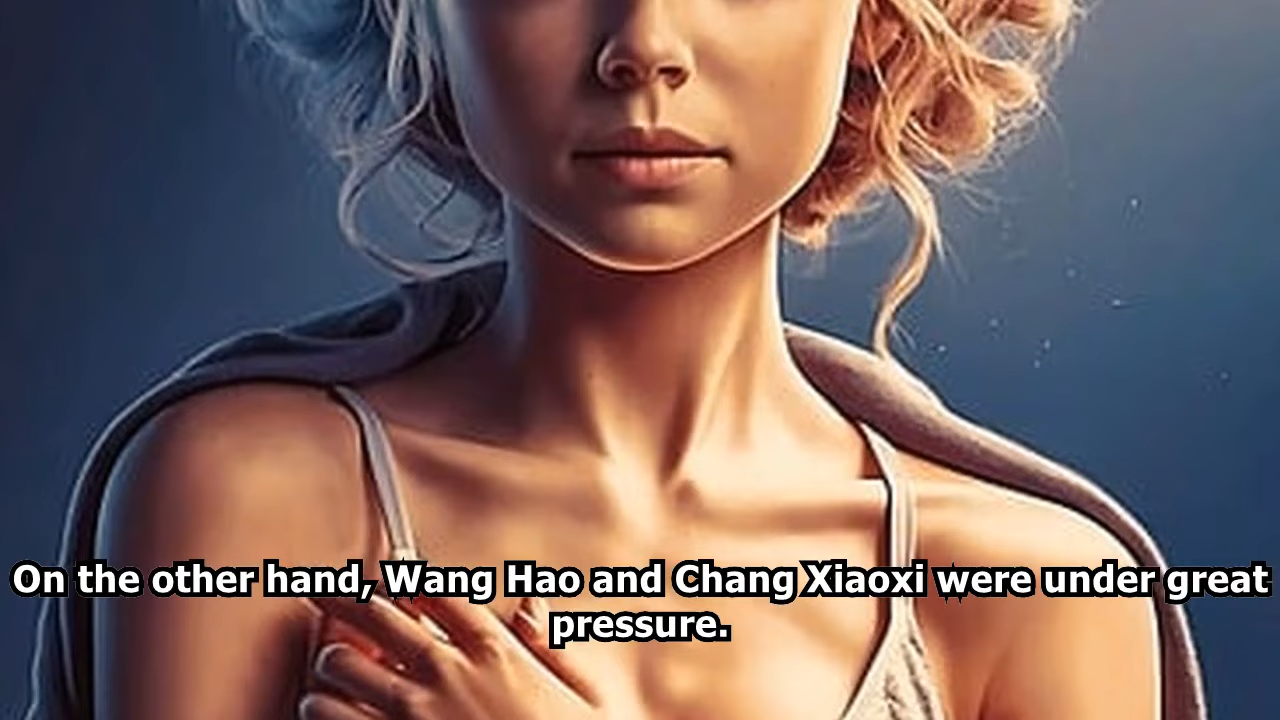 On the other hand, Wang Hao and Chang Xiaoxi were under great
pressure.